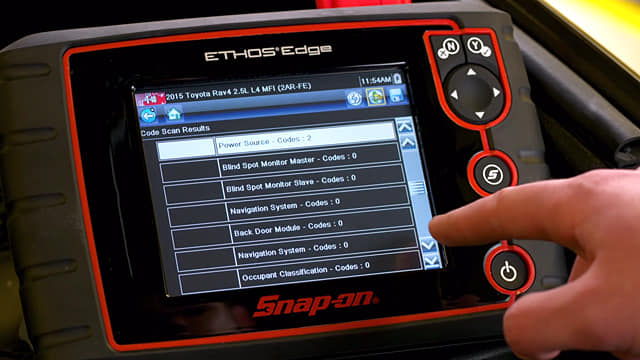 ETHOS®Edge
2015 Toyota Rav4 2.5L L4 MFI (2AR-FE)
11:54AM
Code Scan Results
Power Source - Codes : 2
Blind Spot Monitor Master - Codes : 0
Blind Spot Monitor Slave - Codes : 0
Navigation System - Codes : 0
Back Door Module - Codes : 0
Navigation System - Codes : 0
Occupant Classification - Codes : 0
N
Y
S
Snap-on®